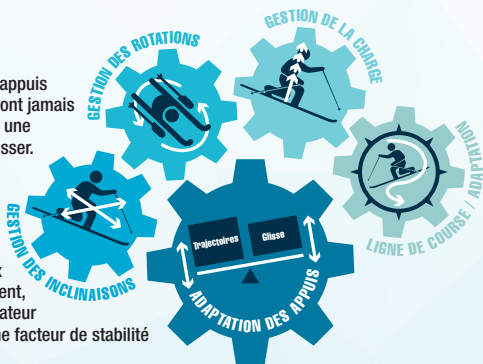 appuis
ont jamais
une
sser.
GESTION DES ROTATIONS
GESTION DE LA CHARGE
LIGNE DE COURSE / ADAPTATION
GESTION DES INCLINAISONS
Trajectoires
Glisse
ADAPTATION DES APPUIS
x
ent,
ateur
ne facteur de stabilité